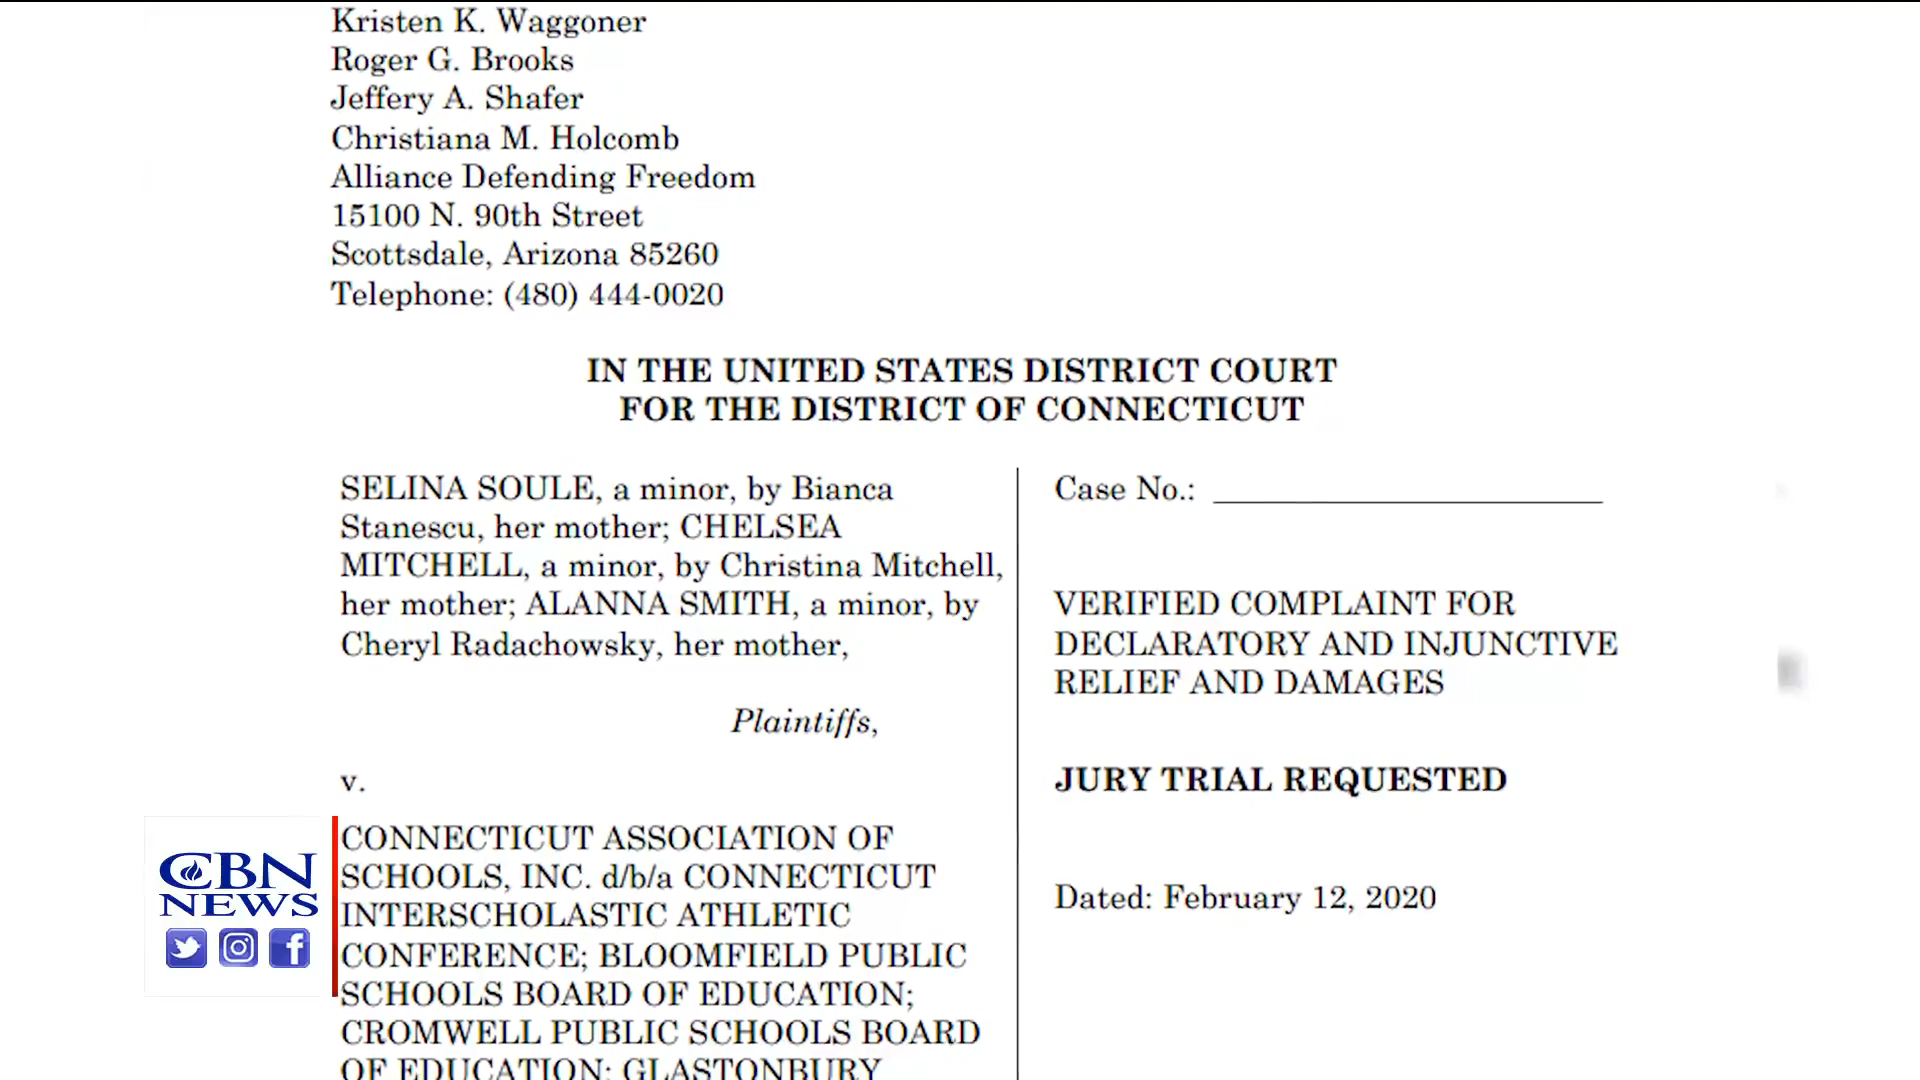 Kristen K. Waggoner
Roger G. Brooks
Jeffery A. Shafer
Christiana M. Holcomb
Alliance Defending Freedom
15100 N. 90th Street
Scottsdale, Arizona 85260
Telephone: (480) 444-0020
IN THE UNITED STATES DISTRICT COURT
FOR THE DISTRICT OF CONNECTICUT
SELINA SOULE, a minor, by Bianca
Stanescu, her mother; CHELSEA
MITCHELL, a minor, by Christina Mitchell,
her mother; ALANNA SMITH, a minor, by
Cheryl Radachowsky, her mother,
Plaintiffs,
v.
CONNECTICUT ASSOCIATION OF
SCHOOLS, INC. d/b/a CONNECTICUT
INTERSCHOLASTIC ATHLETIC
CONFERENCE; BLOOMFIELD PUBLIC
SCHOOLS BOARD OF EDUCATION;
CROMWELL PUBLIC SCHOOLS BOARD
OF EDUCATION; GLASTONBURY
Case No.: ____________________
VERIFIED COMPLAINT FOR
DECLARATORY AND INJUNCTIVE
RELIEF AND DAMAGES
JURY TRIAL REQUESTED
Dated: February 12, 2020
CBN
NEWS